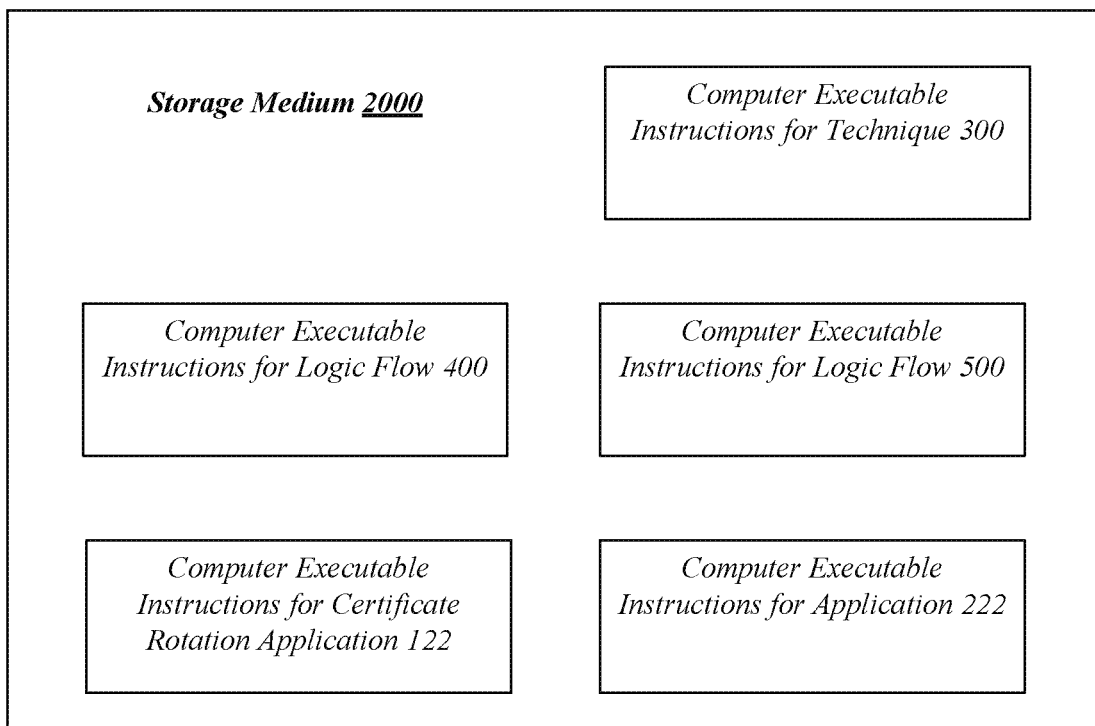 Storage Medium 2000
Computer Executable
Instructions for Technique 300
Computer Executable
Instructions for Logic Flow 400
Computer Executable
Instructions for Logic Flow 500
Computer Executable
Instructions for Certificate
Rotation Application 122
Computer Executable
Instructions for Application 222